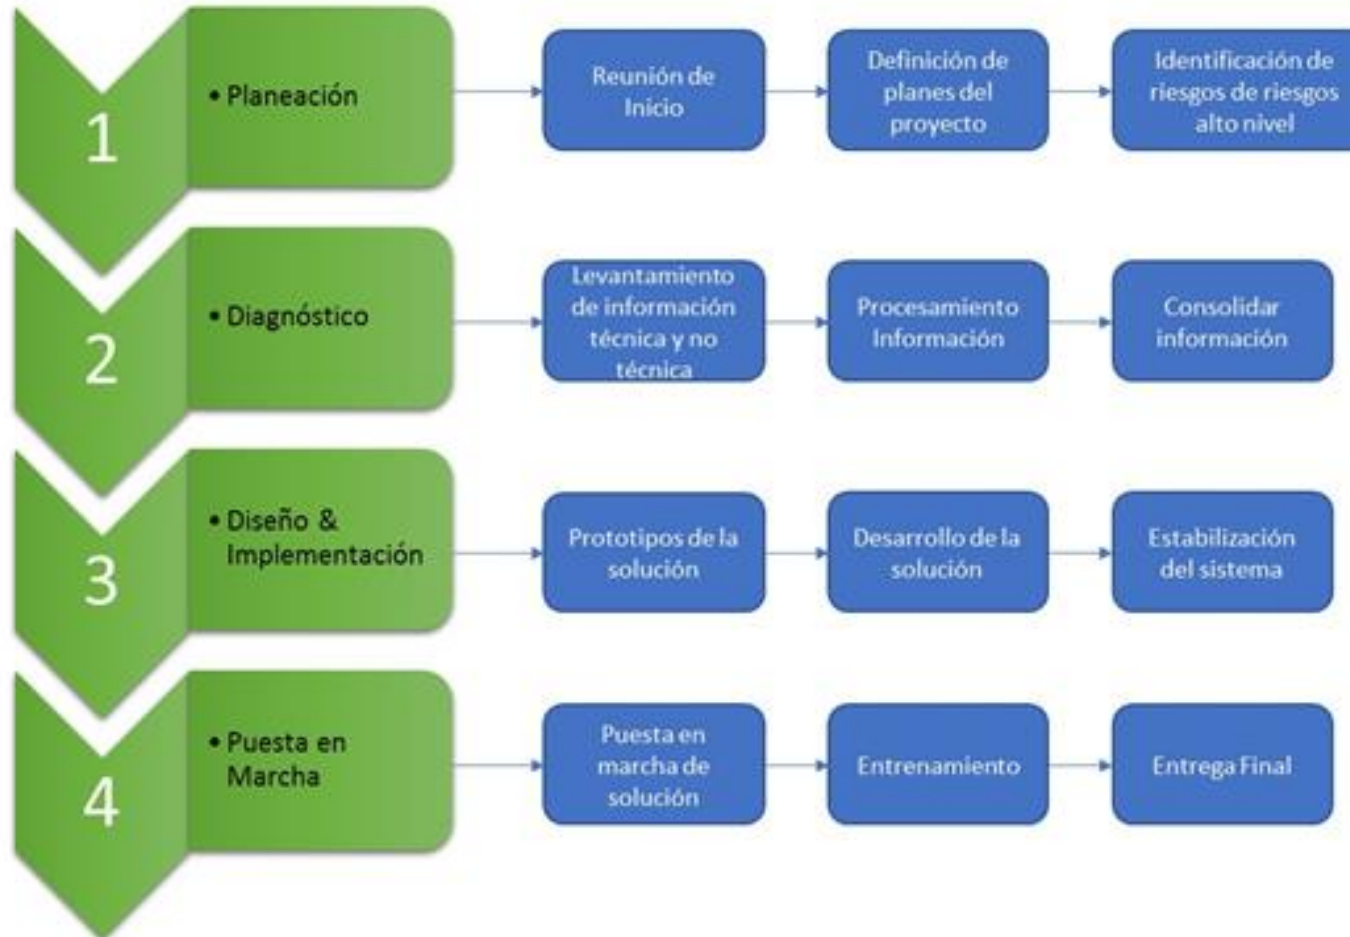 1
• Planeación
Reunión de
Inicio
Definición de
planes del
proyecto
Identificación de
riesgos de riesgos
alto nivel
2
• Diagnóstico
Levantamiento
de información
técnica y no
técnica
Procesamiento
Información
Consolidar
información
3
• Diseño &
Implementación
Prototipos de la
solución
Desarrollo de la
solución
Estabilización
del sistema
4
• Puesta en
Marcha
Puesta en
marcha de
solución
Entrenamiento
Entrega Final